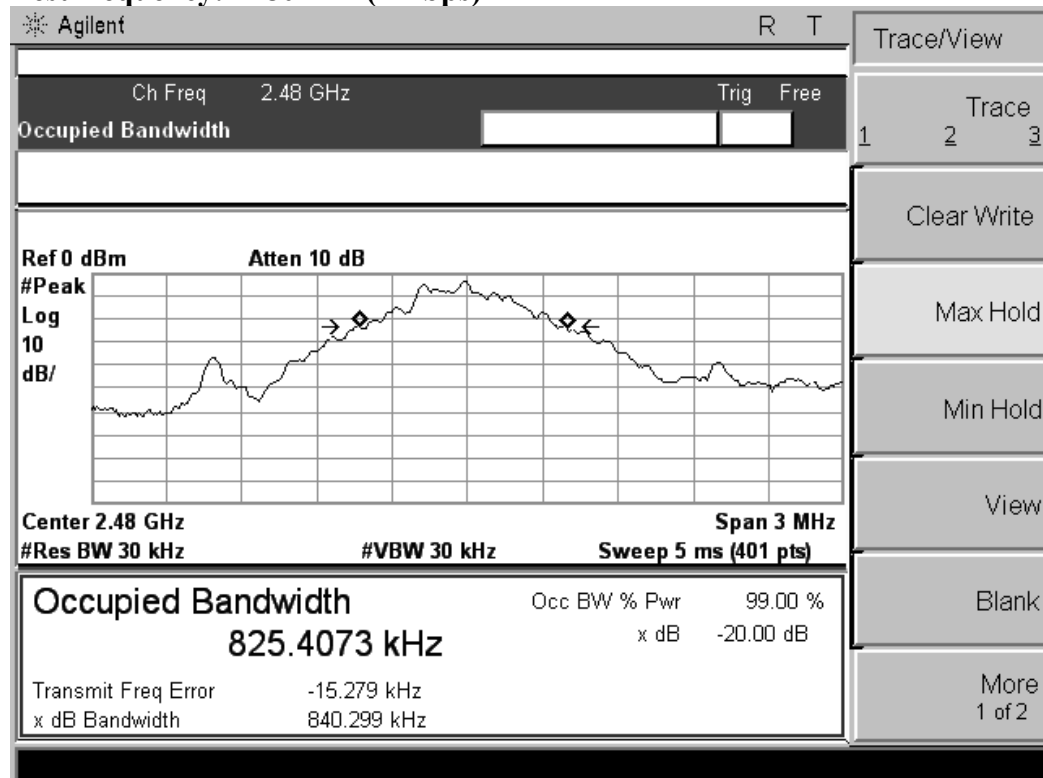 Agilent
R T
Trace/View
Ch Freq 2.48 GHz
Trig Free
Occupied Bandwidth
Trace
1 2 3
Clear Write
Ref 0 dBm
Atten 10 dB
#Peak
Log
10
dB/
Max Hold
Min Hold
View
Center 2.48 GHz
Span 3 MHz
#Res BW 30 kHz
#VBW 30 kHz
Sweep 5 ms (401 pts)
Occupied Bandwidth
825.4073 kHz
Occ BW % Pwr 99.00 %
x dB -20.00 dB
Transmit Freq Error -15.279 kHz
x dB Bandwidth 840.299 kHz
Blank
More
1 of 2